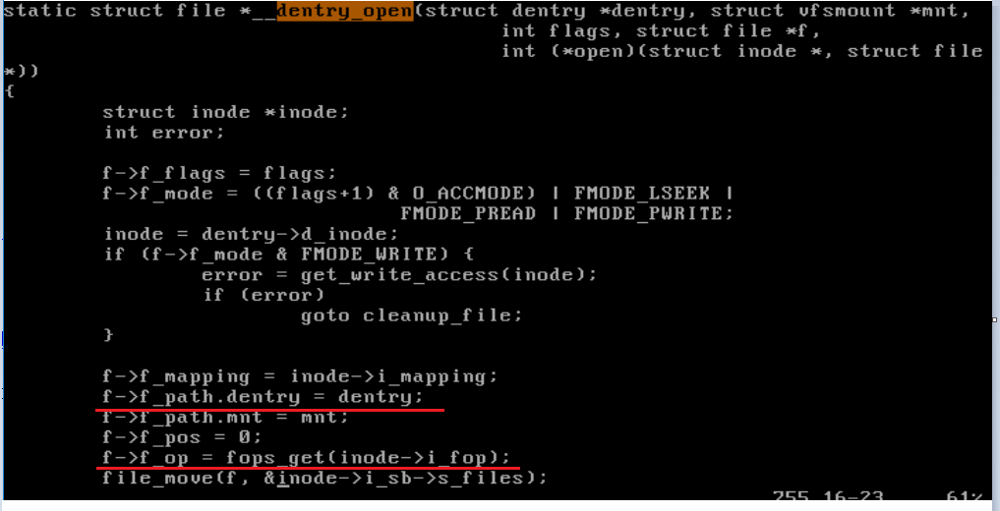 static struct file *__dentry_open(struct dentry *dentry, struct vfsmount *mnt,
int flags, struct file *f,
int (*open)(struct inode *, struct file
*))
{
struct inode *inode;
int error;
f->f_flags = flags;
f->f_mode = ((flags+1) & O_ACCMODE) | FMODE_LSEEK |
FMODE_PREAD | FMODE_PWRITE;
inode = dentry->d_inode;
if (f->f_mode & FMODE_WRITE) {
error = get_write_access(inode);
if (error)
goto cleanup_file;
}
f->f_mapping = inode->i_mapping;
f->f_path.dentry = dentry;
f->f_path.mnt = mnt;
f->f_pos = 0;
f->f_op = fops_get(inode->i_fop);
file_move(f, &inode->i_sb->s_files);
755,16-23 61%